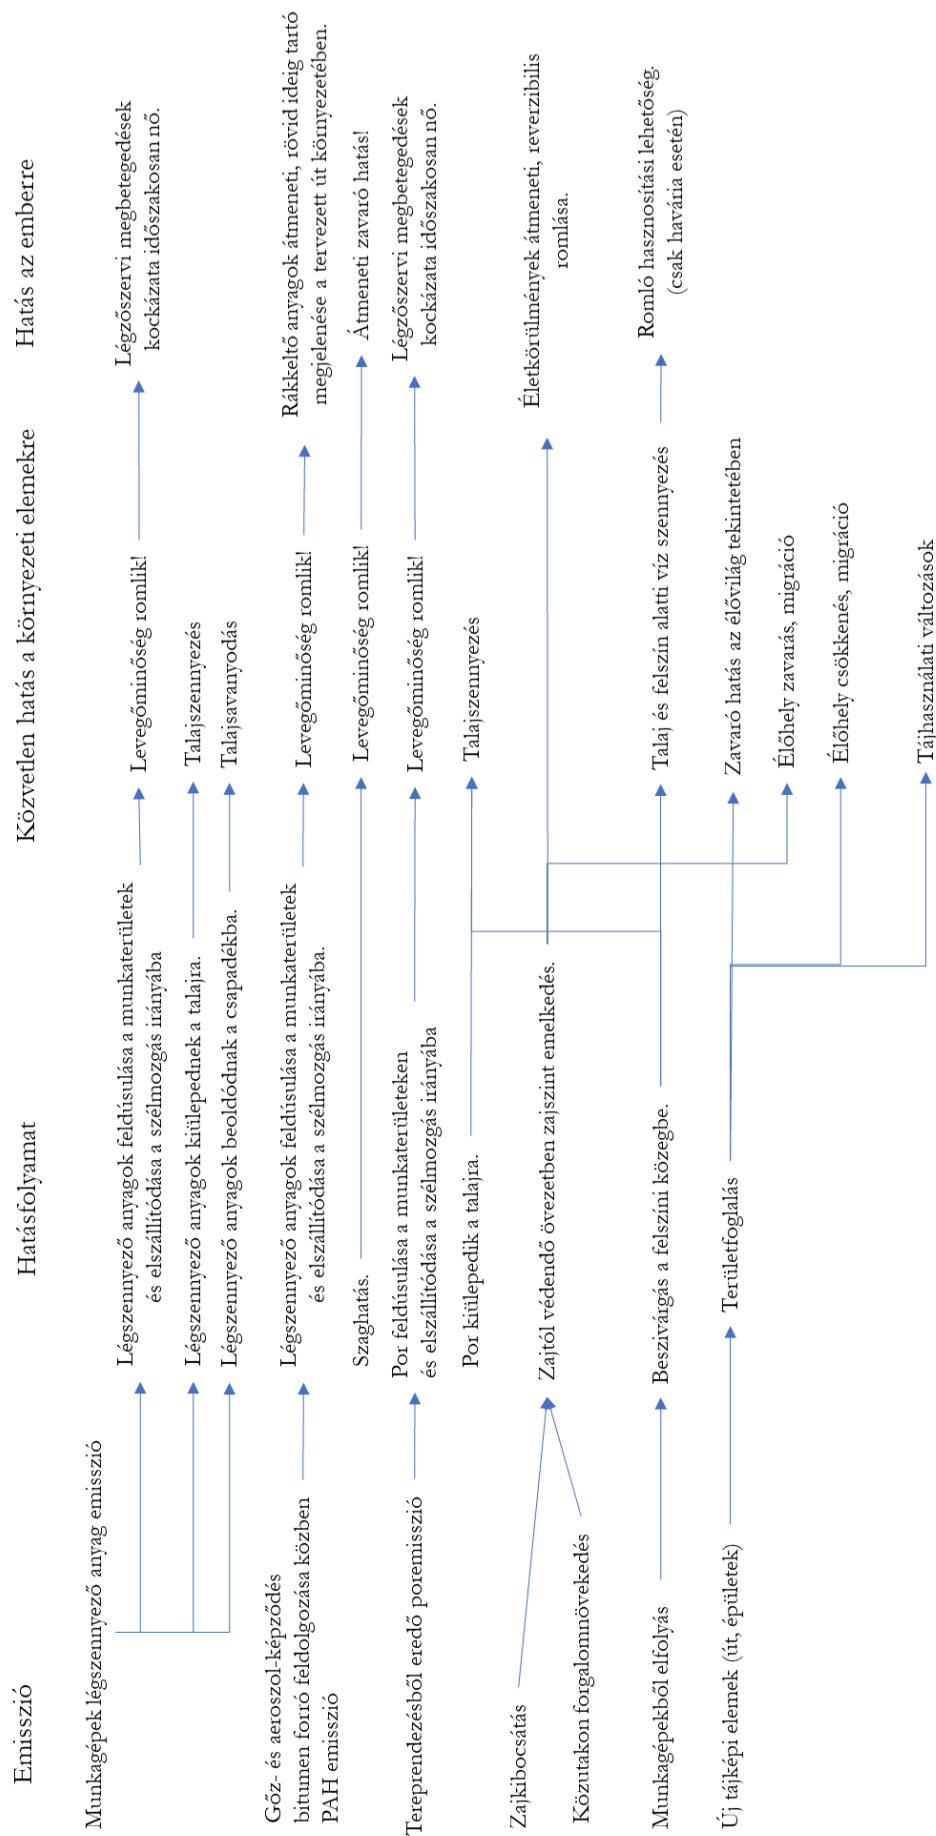 Emisszió
Hatásfolyamat
Közvetlen hatás a környezeti elemekre
Hatás az emberre
Munkagépek légszennyező anyag emisszió
Légszennyező anyagok feldúsulása a munkaterületek
és elszállítódása a szélmozgás irányába
Levegőminőség romlik!
Légzőszervi megbetegedések
kockázata időszakosan nő.
Légszennyező anyagok kiülepednek a talajra.
Talajszennyezés
Légszennyező anyagok beoldódnak a csapadékba.
Talajsavanyodás
Gőz- és aeroszol-képződés
bitumen forró feldolgozása közben
PAH emisszió
Légszennyező anyagok feldúsulása a munkaterületek
és elszállítódása a szélmozgás irányába.
Levegőminőség romlik!
Rákkeltő anyagok átmeneti, rövid ideig tartó
megjelenése a tervezett út környezetében.
Szaghatás.
Levegőminőség romlik!
Átmeneti zavaró hatás!
Tereprendezésből eredő poremisszió
Por feldúsulása a munkaterületeken
és elszállítódása a szélmozgás irányába
Levegőminőség romlik!
Légzőszervi megbetegedések
kockázata időszakosan nő.
Por kiülepedik a talajra.
Talajszennyezés
Zajkibocsátás
Közutakon forgalomnövekedés
Zajtól védendő övezetben zajszint emelkedés.
Életkörülmények átmeneti, reverzibilis
romlása.
Munkagépekből elfolyás
Beszivárgás a felszíni közegbe.
Talaj és felszín alatti víz szennyezés
Romló hasznosítási lehetőség.
(csak havária esetén)
Új tájképi elemek (út, épületek)
Területfoglalás
Zavaró hatás az élővilág tekintetében
Élőhely zavarás, migráció
Élőhely csökkenés, migráció
Tájhasználati változások